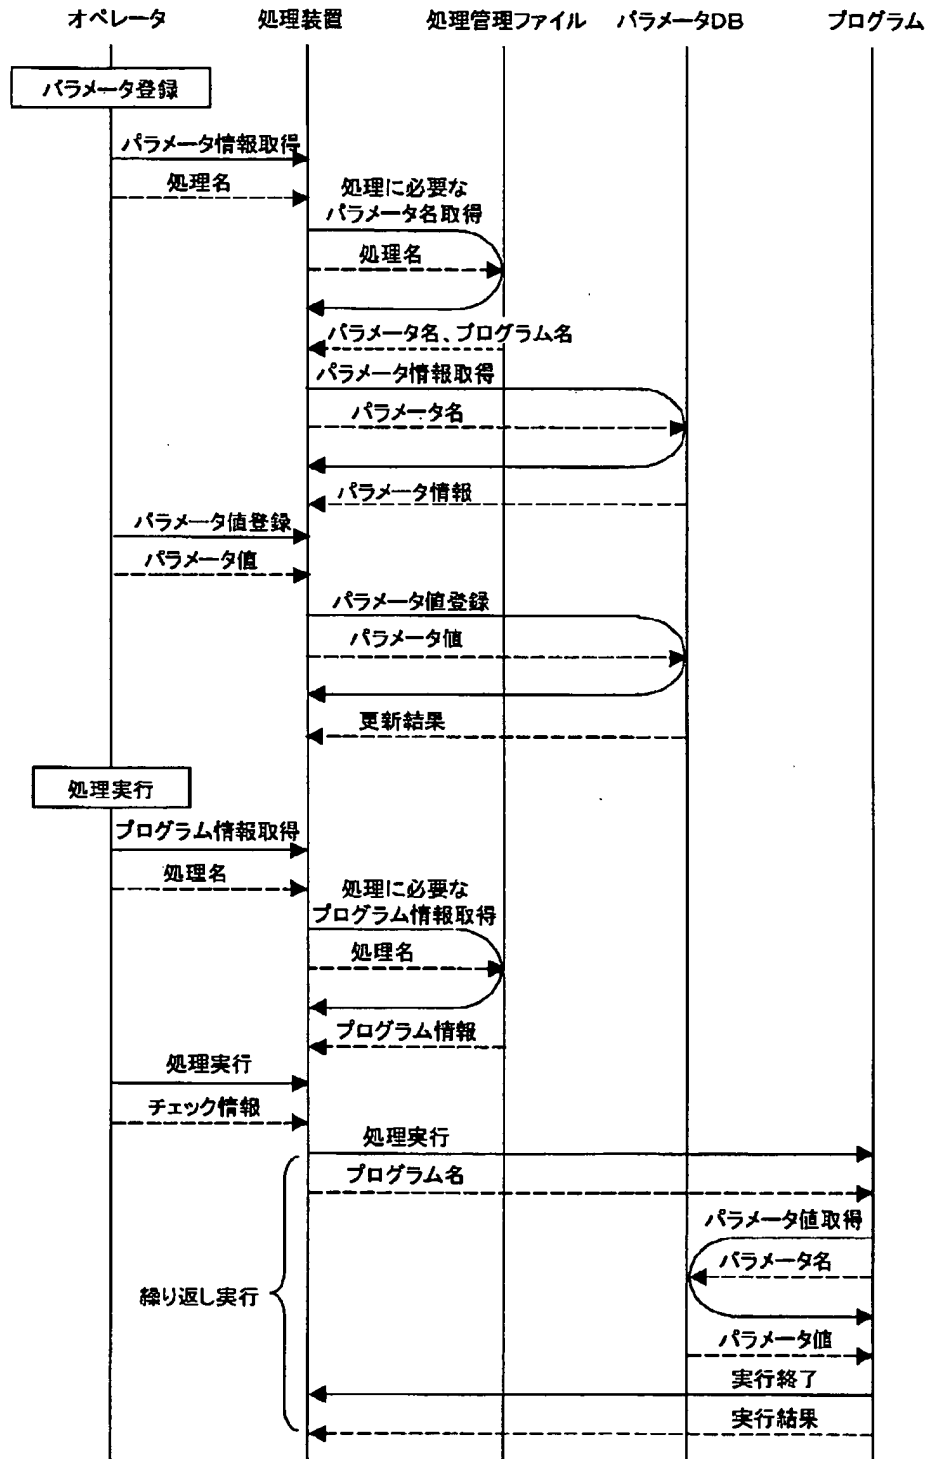 オペレータ
処理装置
処理管理ファイル
パラメータDB
プログラム
パラメータ登録
パラメータ情報取得
処理名
処理に必要な
パラメータ名取得
処理名
パラメータ名、プログラム名
パラメータ情報取得
パラメータ名
パラメータ情報
パラメータ値登録
パラメータ値
パラメータ値登録
パラメータ値
更新結果
処理実行
プログラム情報取得
処理名
処理に必要な
プログラム情報取得
処理名
プログラム情報
処理実行
チェック情報
処理実行
プログラム名
パラメータ値取得
パラメータ名
繰り返し実行
パラメータ値
実行終了
実行結果